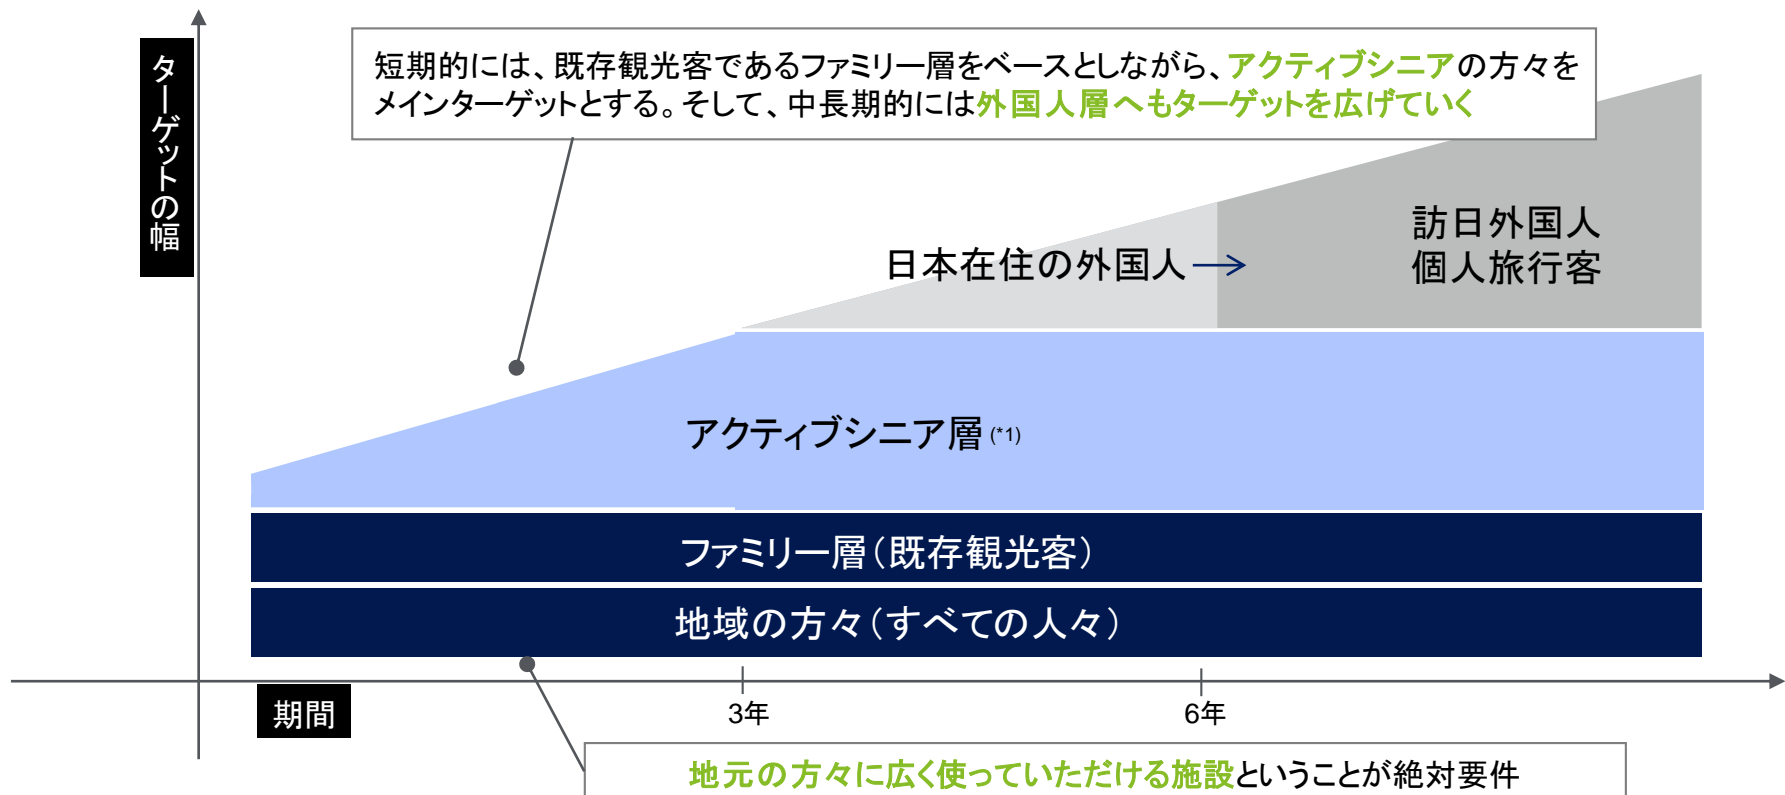 ターゲットの幅
短期的には、既存観光客であるファミリー層をベースとしながら、アクティブシニアの方々を
メインターゲットとする。そして、中長期的には外国人層へもターゲットを広げていく
訪日外国人
個人旅行客
日本在住の外国人
アクティブシニア層(*1)
ファミリー層（既存観光客）
地域の方々（すべての人々）
期間
3年
6年
地元の方々に広く使っていただける施設ということが絶対要件